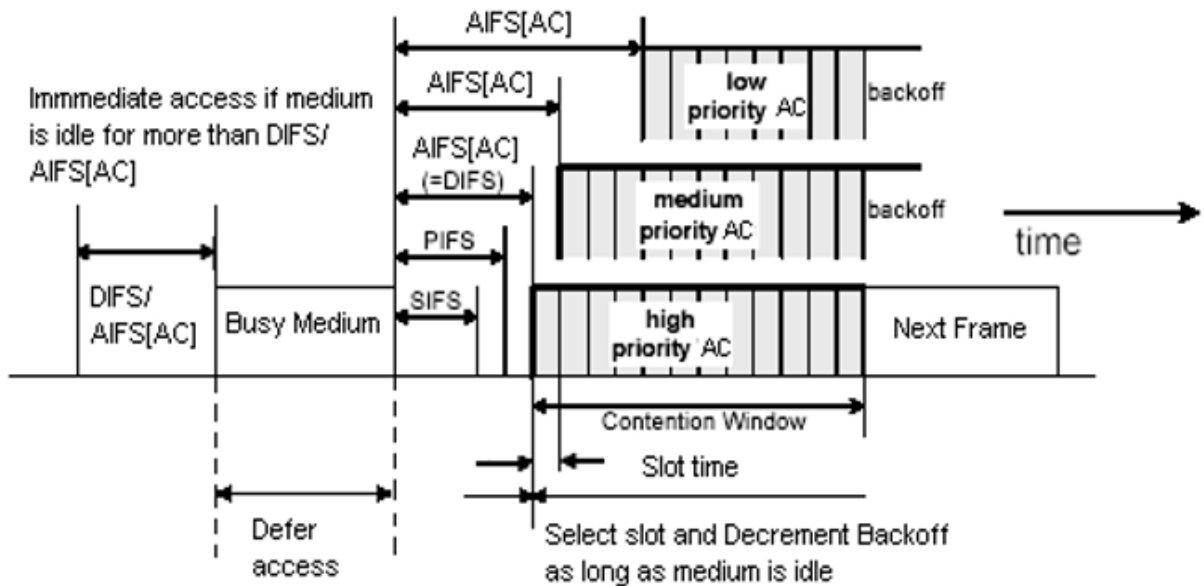 AIFS[AC]
low
priority AC
backoff
AIFS[AC]
Immmediate access if medium
is idle for more than DIFS/
AIFS[AC]
AIFS[AC]
(=DIFS)
medium
priority AC
backoff
time
PIFS
DIFS/
AIFS[AC]
Busy Medium
SIFS
high
priority AC
Next Frame
Contention Window
Slot time
Defer
access
Select slot and Decrement Backoff
as long as medium is idle